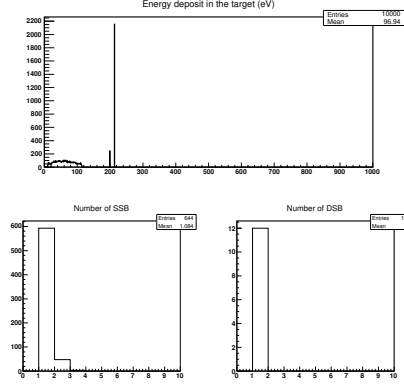 Energy deposit in the target (eV)
Entries 10000
Mean 96.94
2200
2000
1800
1600
1400
1200
1000
800
600
400
200
0
0 100 200 300 400 500 600 700 800 900 1000
Number of SSB
Entries 644
Mean 1.084
600
500
400
300
200
100
0
0 1 2 3 4 5 6 7 8 9 10
Number of DSB
Entries 1
Mean
12
10
8
6
4
2
0
0 1 2 3 4 5 6 7 8 9 10